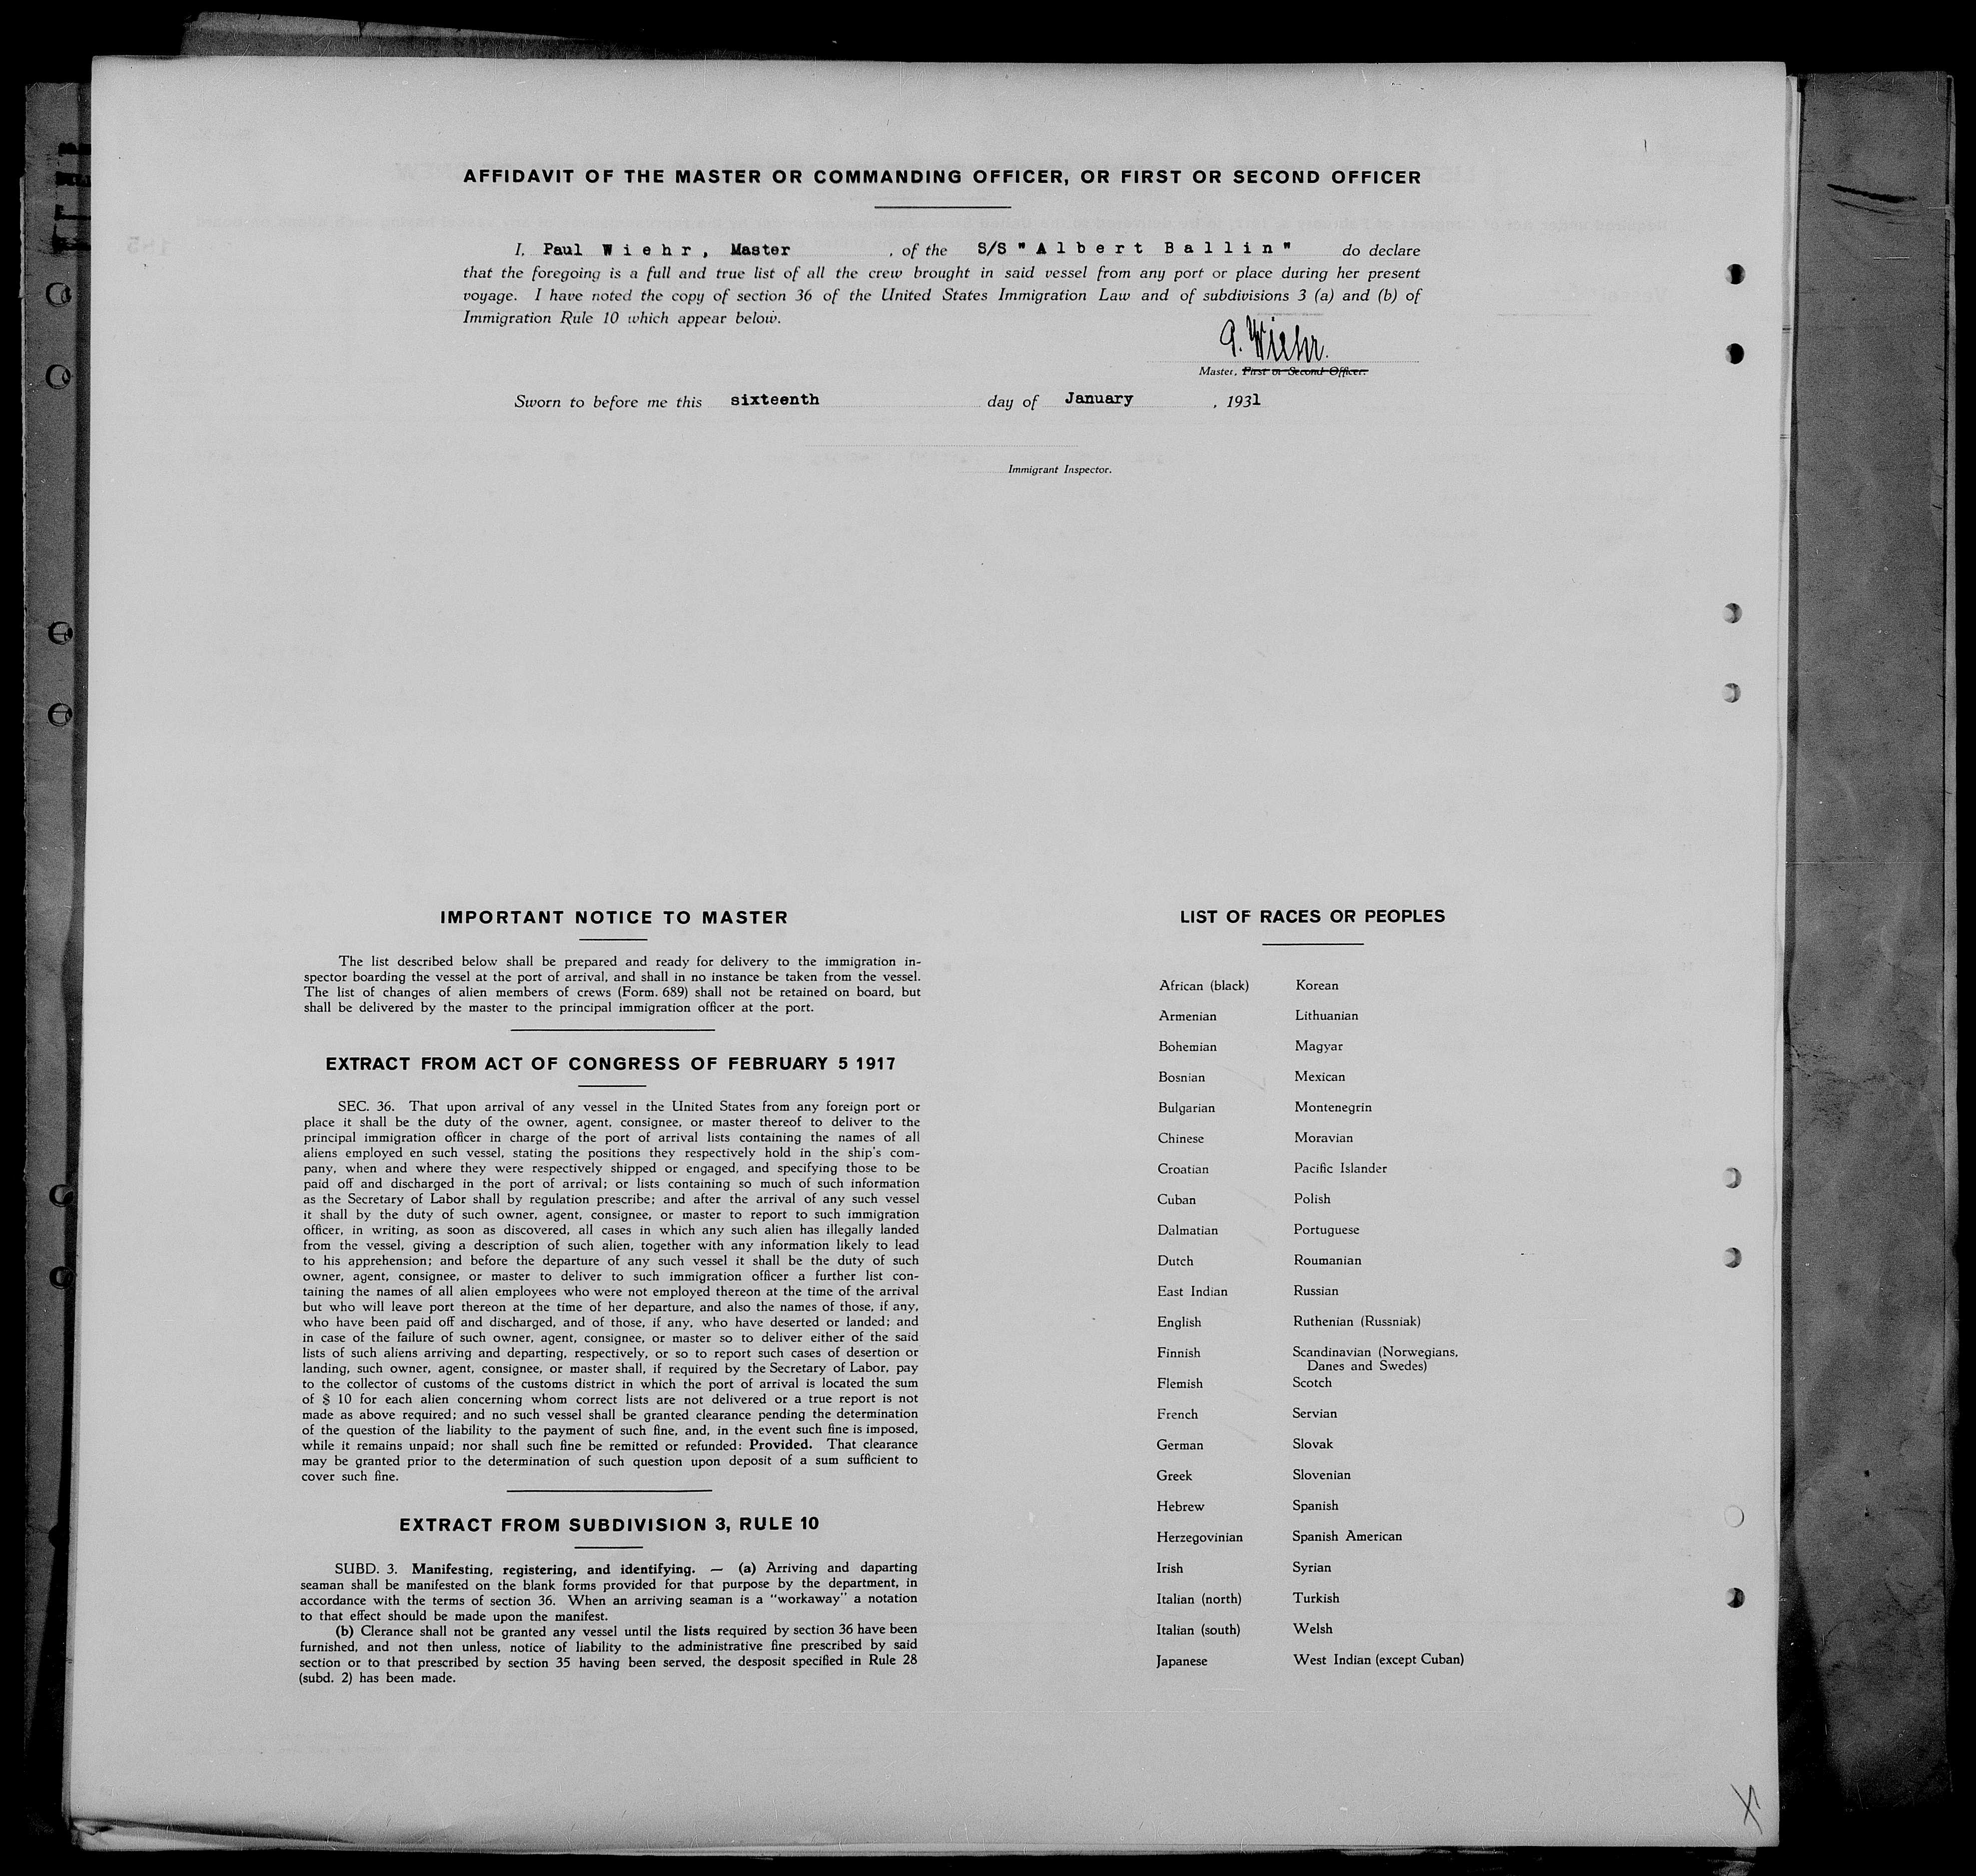 AFFIDAVIT OF THE MASTER OR COMMANDING OFFICER, OR FIRST OR SECOND OFFICER
I, Paul Wiehr, Master , of the S/S "Albert Ballin" do declare
that the foregoing is a full and true list of all the crew brought in said vessel from any port or place during her present
voyage. I have noted the copy of section 36 of the United States Immigration Law and of subdivisions 3 (a) and (b) of
Immigration Rule 10 which appear below.
P. Wiehr.
Master, First or Second Officer.
Sworn to before me this sixteenth day of January , 1931
Immigrant Inspector.
IMPORTANT NOTICE TO MASTER
The list described below shall be prepared and ready for delivery to the immigration in-
spector boarding the vessel at the port of arrival, and shall in no instance be taken from the vessel.
The list of changes of alien members of crews (Form. 689) shall not be retained on board, but
shall be delivered by the master to the principal immigration officer at the port.
EXTRACT FROM ACT OF CONGRESS OF FEBRUARY 5 1917
SEC. 36. That upon arrival of any vessel in the United States from any foreign port or
place it shall be the duty of the owner, agent, consignee, or master thereof to deliver to the
principal immigration officer in charge of the port of arrival lists containing the names of all
aliens employed en such vessel, stating the positions they respectively hold in the ship's com-
pany, when and where they were respectively shipped or engaged, and specifying those to be
paid off and discharged in the port of arrival; or lists containing so much of such information
as the Secretary of Labor shall by regulation prescribe; and after the arrival of any such vessel
it shall by the duty of such owner, agent, consignee, or master to report to such immigration
officer, in writing, as soon as discovered, all cases in which any such alien has illegally landed
from the vessel, giving a description of such alien, together with any information likely to lead
to his apprehension; and before the departure of any such vessel it shall be the duty of such
owner, agent, consignee, or master to deliver to such immigration officer a further list con-
taining the names of all alien employees who were not employed thereon at the time of the arrival
but who will leave port thereon at the time of her departure, and also the names of those, if any,
who have been paid off and discharged, and of those, if any, who have deserted or landed; and
in case of the failure of such owner, agent, consignee, or master so to deliver either of the said
lists of such aliens arriving and departing, respectively, or so to report such cases of desertion or
landing, such owner, agent, consignee, or master shall, if required by the Secretary of Labor, pay
to the collector of customs of the customs district in which the port of arrival is located the sum
of $ 10 for each alien concerning whom correct lists are not delivered or a true report is not
made as above required; and no such vessel shall be granted clearance pending the determination
of the question of the liability to the payment of such fine, and, in the event such fine is imposed,
while it remains unpaid; nor shall such fine be remitted or refunded: Provided. That clearance
may be granted prior to the determination of such question upon deposit of a sum sufficient to
cover such fine.
EXTRACT FROM SUBDIVISION 3, RULE 10
SUBD. 3. Manifesting, registering, and identifying. — (a) Arriving and daparting
seaman shall be manifested on the blank forms provided for that purpose by the department, in
accordance with the terms of section 36. When an arriving seaman is a "workaway" a notation
to that effect should be made upon the manifest.
(b) Clerance shall not be granted any vessel until the lists required by section 36 have been
furnished, and not then unless, notice of liability to the administrative fine prescribed by said
section or to that prescribed by section 35 having been served, the desposit specified in Rule 28
(subd. 2) has been made.
LIST OF RACES OR PEOPLES
African (black) Korean
Armenian Lithuanian
Bohemian Magyar
Bosnian Mexican
Bulgarian Montenegrin
Chinese Moravian
Croatian Pacific Islander
Cuban Polish
Dalmatian Portuguese
Dutch Roumanian
East Indian Russian
English Ruthenian (Russniak)
Finnish Scandinavian (Norwegians,
Danes and Swedes)
Flemish Scotch
French Servian
German Slovak
Greek Slovenian
Hebrew Spanish
Herzegovinian Spanish American
Irish Syrian
Italian (north) Turkish
Italian (south) Welsh
Japanese West Indian (except Cuban)